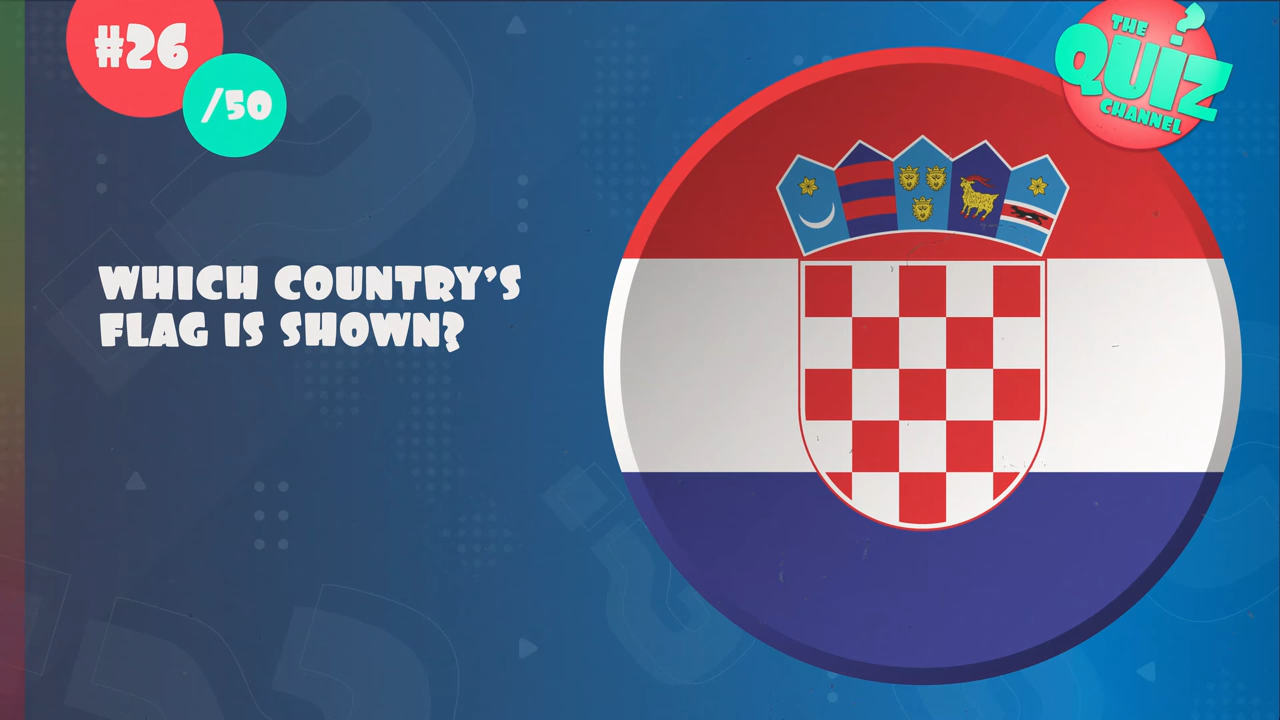 #26
/50
THE
QUIZ
CHANNEL
WHICH COUNTRY'S
FLAG IS SHOWN?